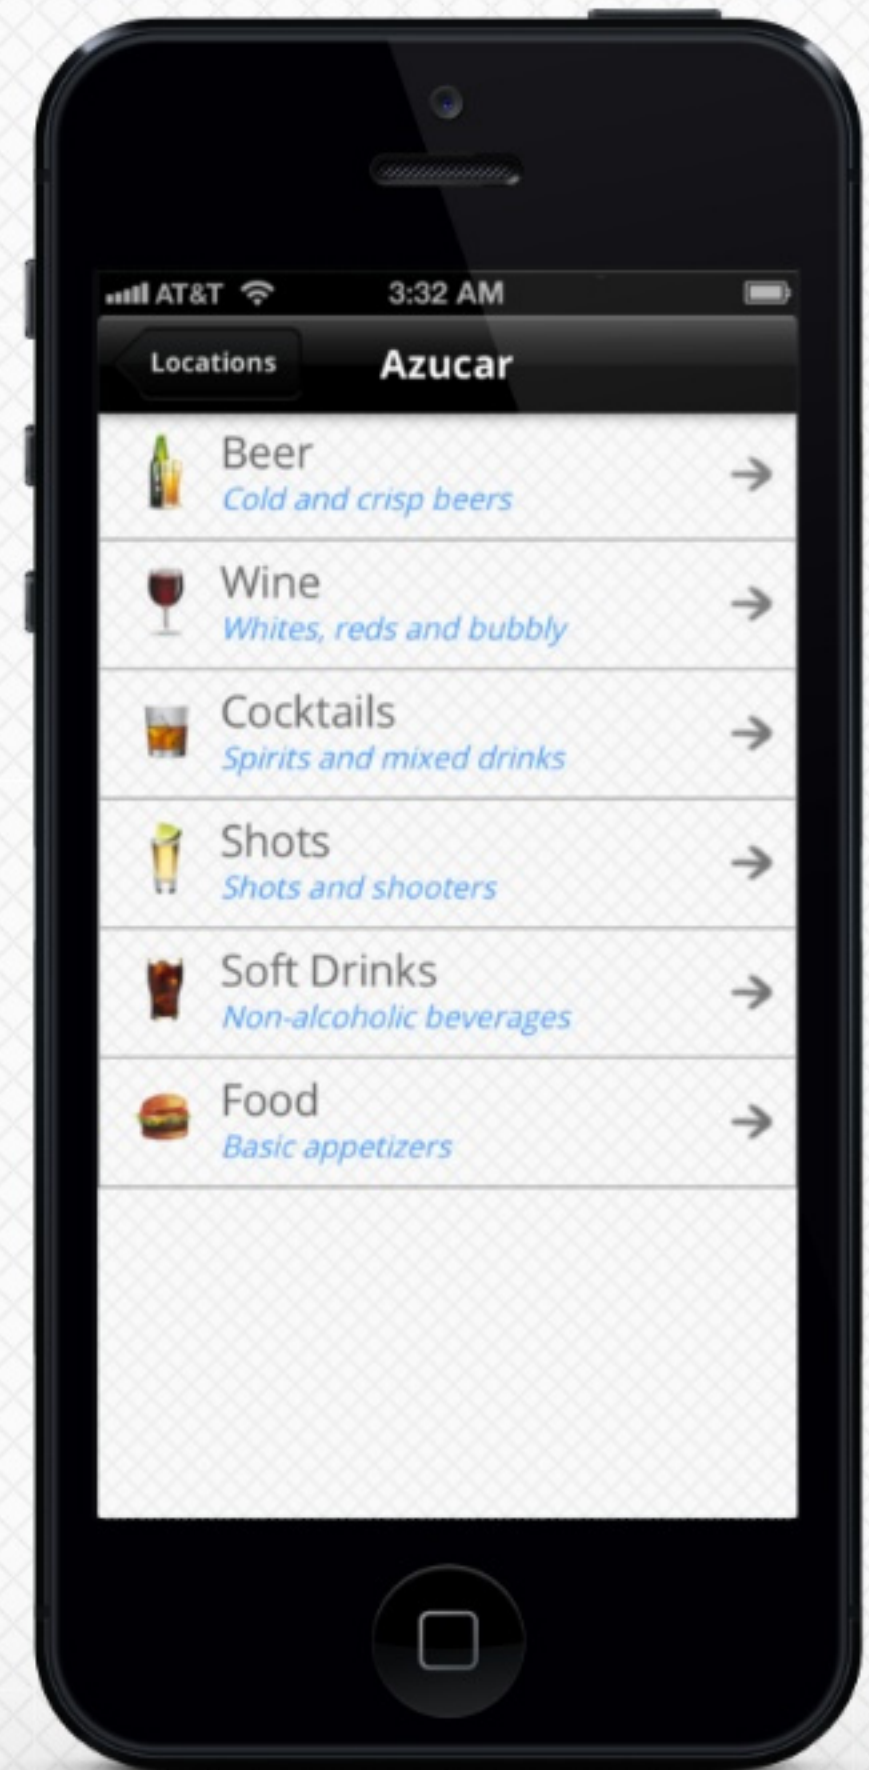 AT&T 3:32 AM
Locations Azucar
Beer
Cold and crisp beers
Wine
Whites, reds and bubbly
Cocktails
Spirits and mixed drinks
Shots
Shots and shooters
Soft Drinks
Non-alcoholic beverages
Food
Basic appetizers